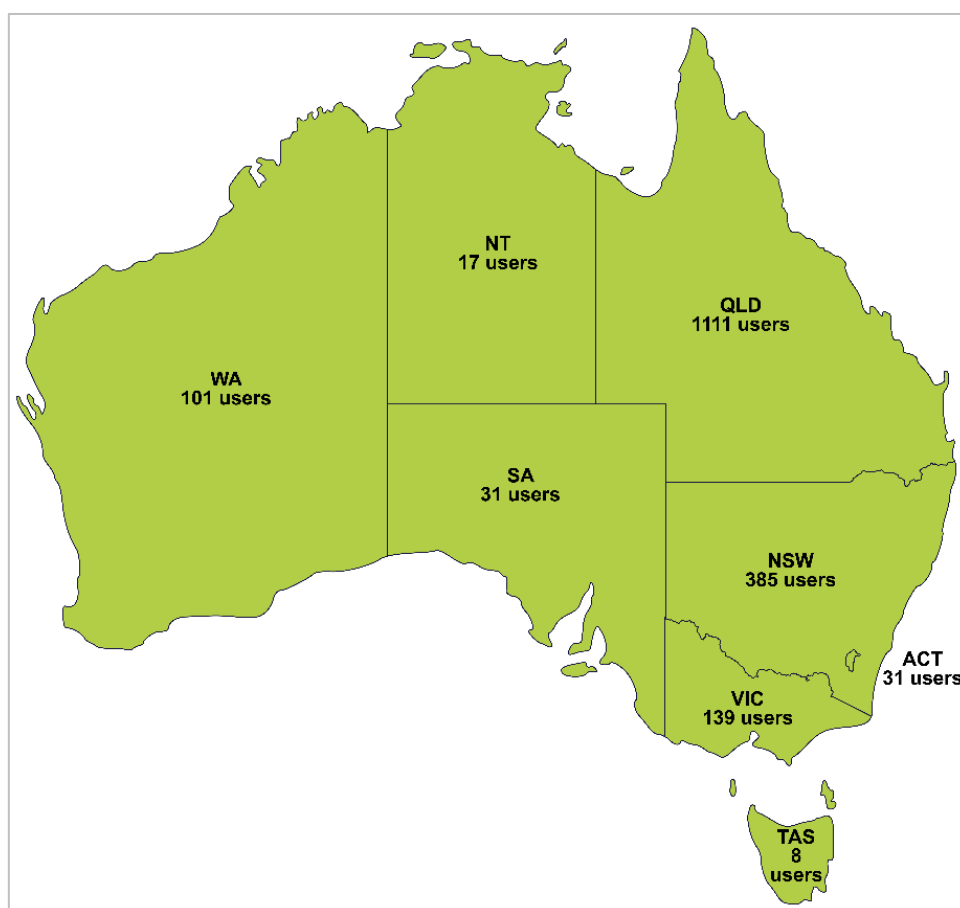 NT
17 users
QLD
1111 users
WA
101 users
SA
31 users
NSW
385 users
ACT
31 users
VIC
139 users
TAS
8
users